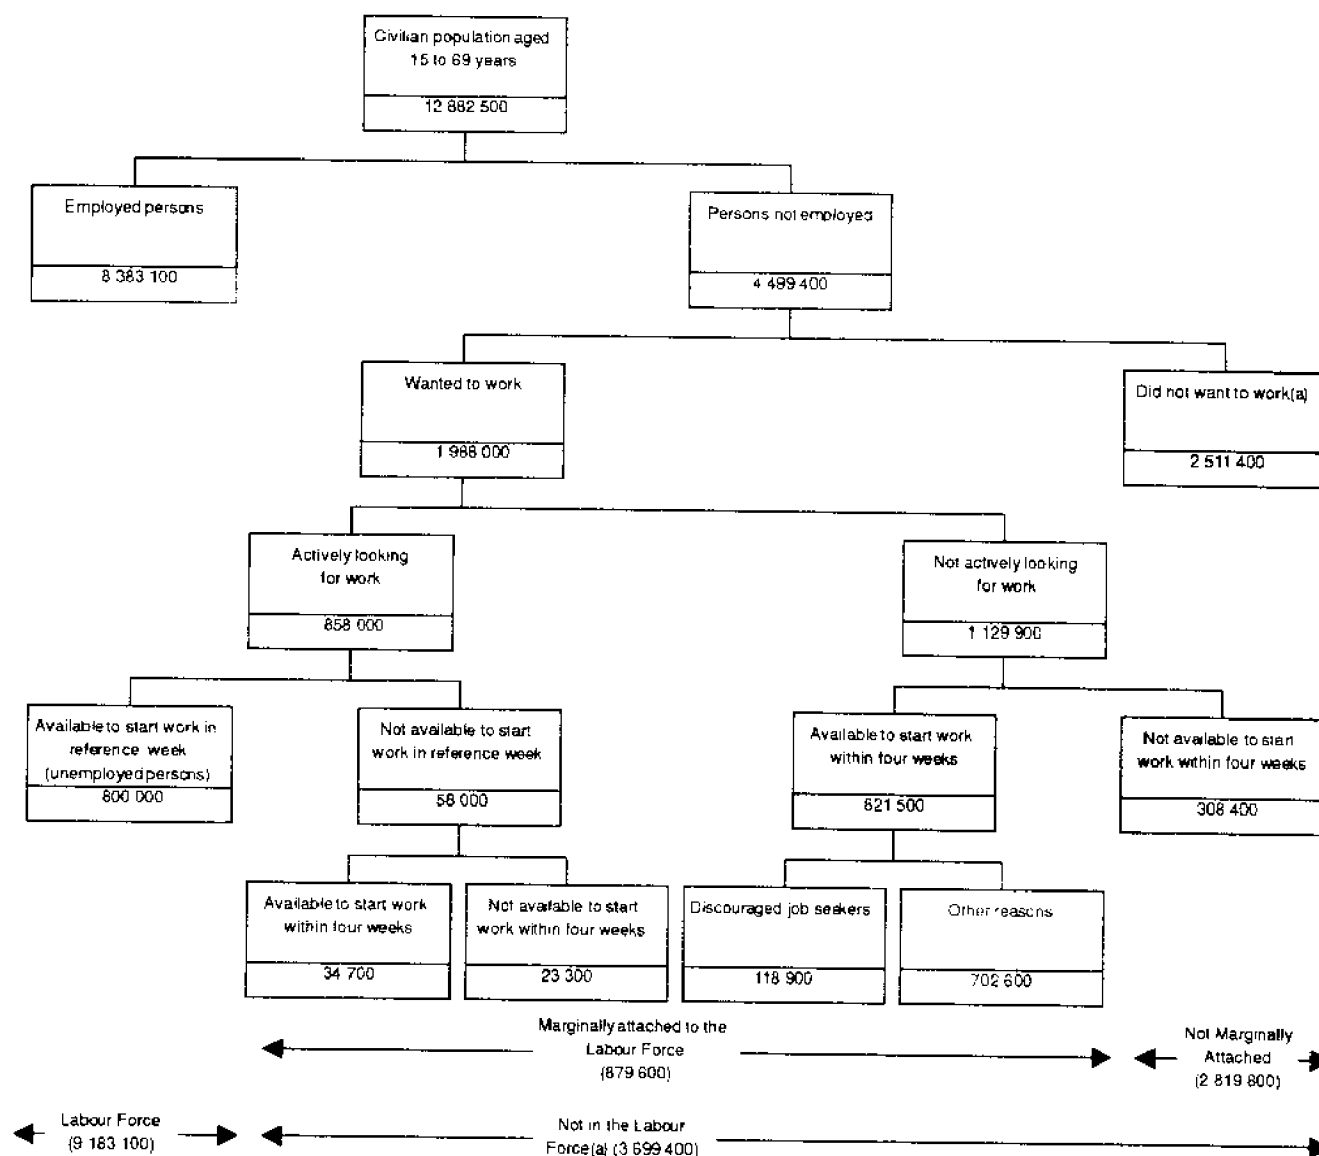 Civilian population aged
15 to 69 years
12 882 500
Employed persons
8 383 100
Persons not employed
4 499 400
Wanted to work
1 988 000
Did not want to work(a)
2 511 400
Actively looking
for work
858 000
Not actively looking
for work
1 129 900
Available to start work in
reference week
(unemployed persons)
800 000
Not available to start
work in reference week
58 000
Available to start work
within four weeks
821 500
Not available to start
work within four weeks
308 400
Available to start work
within four weeks
34 700
Not available to start
work within four weeks
23 300
Discouraged job seekers
118 900
Other reasons
702 600
Marginally attached to the
Labour Force
(879 600)
Not Marginally
Attached
(2 819 800)
Labour Force
(9 183 100)
Not in the Labour
Force(a) (3 699 400)